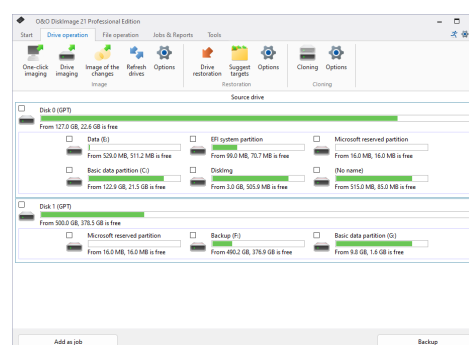 O&O DiskImage 21 Professional Edition
Start Drive operation File operation Jobs & Reports Tools
One-click imaging Drive imaging Image of the changes Refresh drives Options Drive restoration Suggest targets Options Cloning Options
Image Restoration Cloning
Source drive
Disk 0 (GPT)
From 127.0 GB, 22.6 GB is free
Data (E:) EFI system partition Microsoft reserved partition
From 529.0 MB, 511.2 MB is free From 99.0 MB, 70.7 MB is free From 16.0 MB, 16.0 MB is free
Basic data partition (C:) DiskImg (No name)
From 122.9 GB, 21.5 GB is free From 3.0 GB, 505.9 MB is free From 515.0 MB, 85.0 MB is free
Disk 1 (GPT)
From 500.0 GB, 378.5 GB is free
Microsoft reserved partition Backup (F:) Basic data partition (G:)
From 16.0 MB, 16.0 MB is free From 490.2 GB, 376.9 GB is free From 9.8 GB, 1.6 GB is free
Add as job Backup